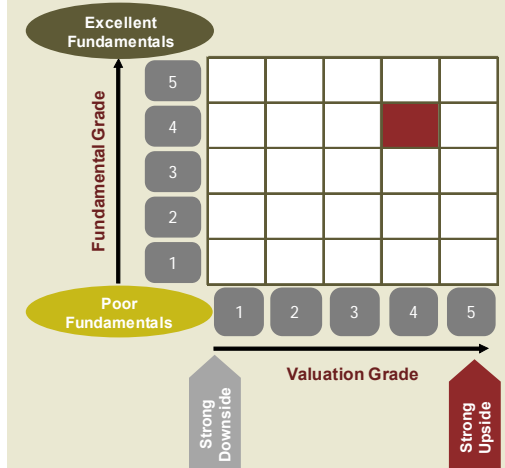 Excellent
Fundamentals
Fundamental Grade
5
4
3
2
1
Poor
Fundamentals
1
2
3
4
5
Valuation Grade
Strong
Downside
Strong
Upside